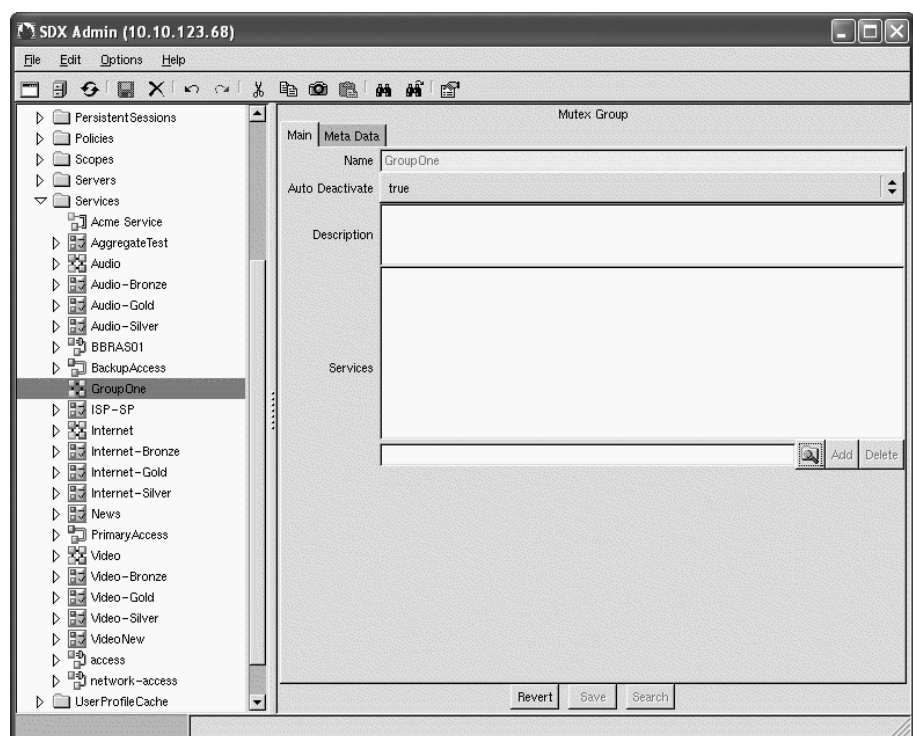 SDX Admin (10.10.123.68)
File Edit Options Help
PersistentSessions
Policies
Scopes
Servers
Services
Acme Service
AggregateTest
Audio
Audio-Bronze
Audio-Gold
Audio-Silver
BBRAS01
BackupAccess
GroupOne
ISP-SP
Internet
Internet-Bronze
Internet-Gold
Internet-Silver
News
PrimaryAccess
Video
Video-Bronze
Video-Gold
Video-Silver
VideoNew
access
network-access
UserProfileCache
Mutex Group
Main Meta Data
Name GroupOne
Auto Deactivate true
Description
Services
Add Delete
Revert Save Search